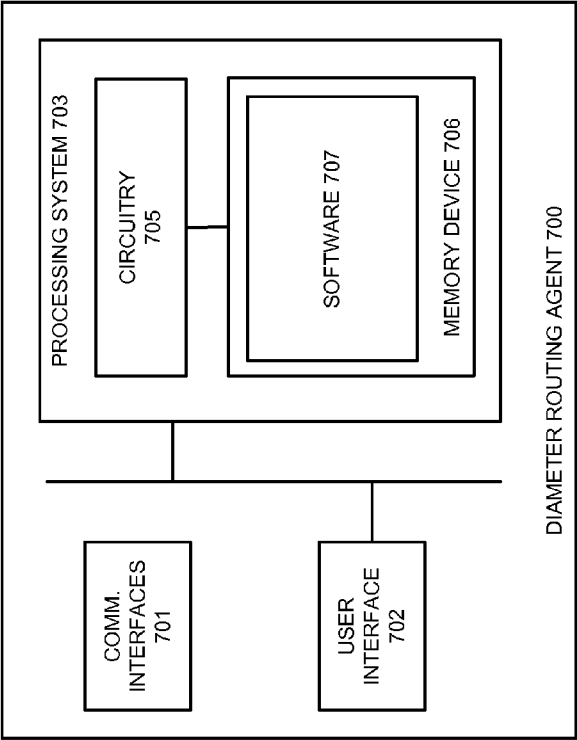 COMM.
INTERFACES
701
USER
INTERFACE
702
PROCESSING SYSTEM 703
CIRCUITRY
705
SOFTWARE 707
MEMORY DEVICE 706
DIAMETER ROUTING AGENT 700